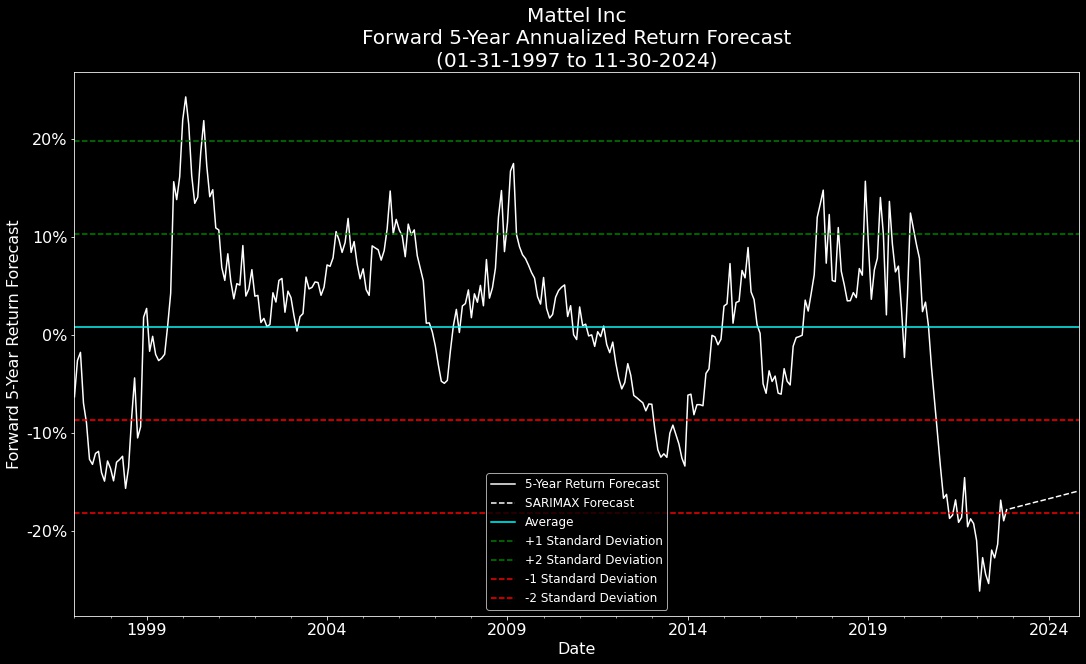 Mattel Inc
Forward 5-Year Annualized Return Forecast
(01-31-1997 to 11-30-2024)
Forward 5-Year Return Forecast
20%
10%
0%
-10%
-20%
5-Year Return Forecast
SARIMAX Forecast
Average
+1 Standard Deviation
+2 Standard Deviation
-1 Standard Deviation
-2 Standard Deviation
1999 2004 2009 2014 2019 2024
Date